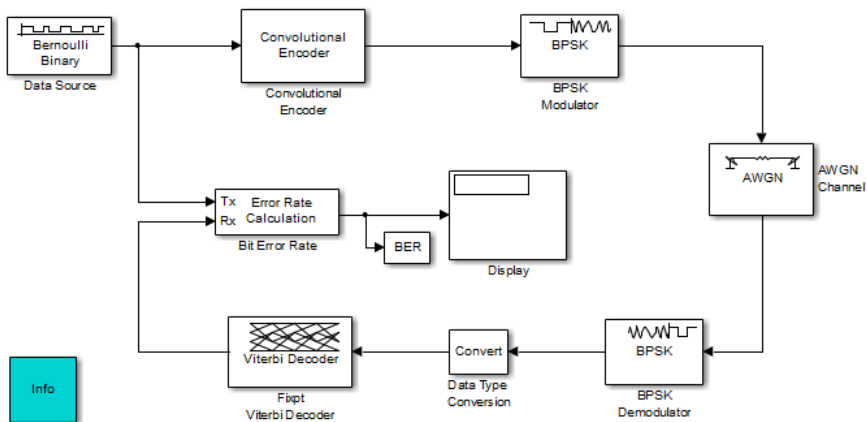 Bernoulli
Binary
Data Source
Convolutional
Encoder
Convolutional
Encoder
BPSK
BPSK
Modulator
AWGN
AWGN
Channel
Tx
Rx
Error Rate
Calculation
Bit Error Rate
BER
Display
Viterbi Decoder
Fixpt
Viterbi Decoder
Convert
Data Type
Conversion
BPSK
BPSK
Demodulator
Info